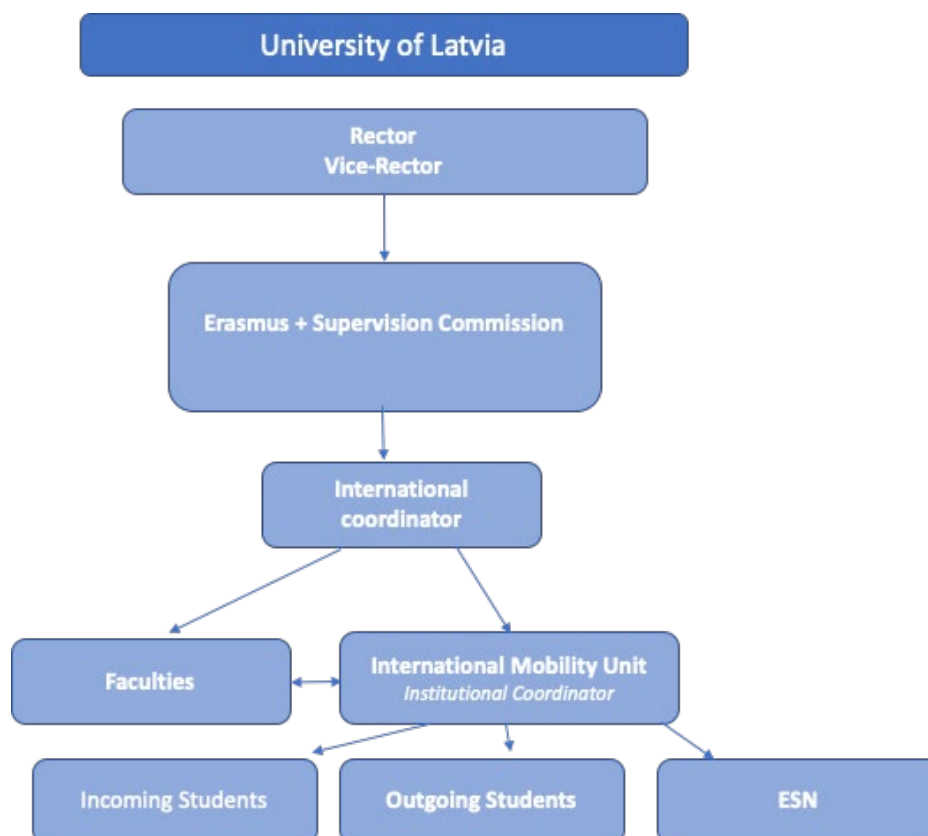 University of Latvia
Rector
Vice-Rector
Erasmus + Supervision Commission
International
coordinator
Faculties
International Mobility Unit
Institutional Coordinator
Incoming Students
Outgoing Students
ESN